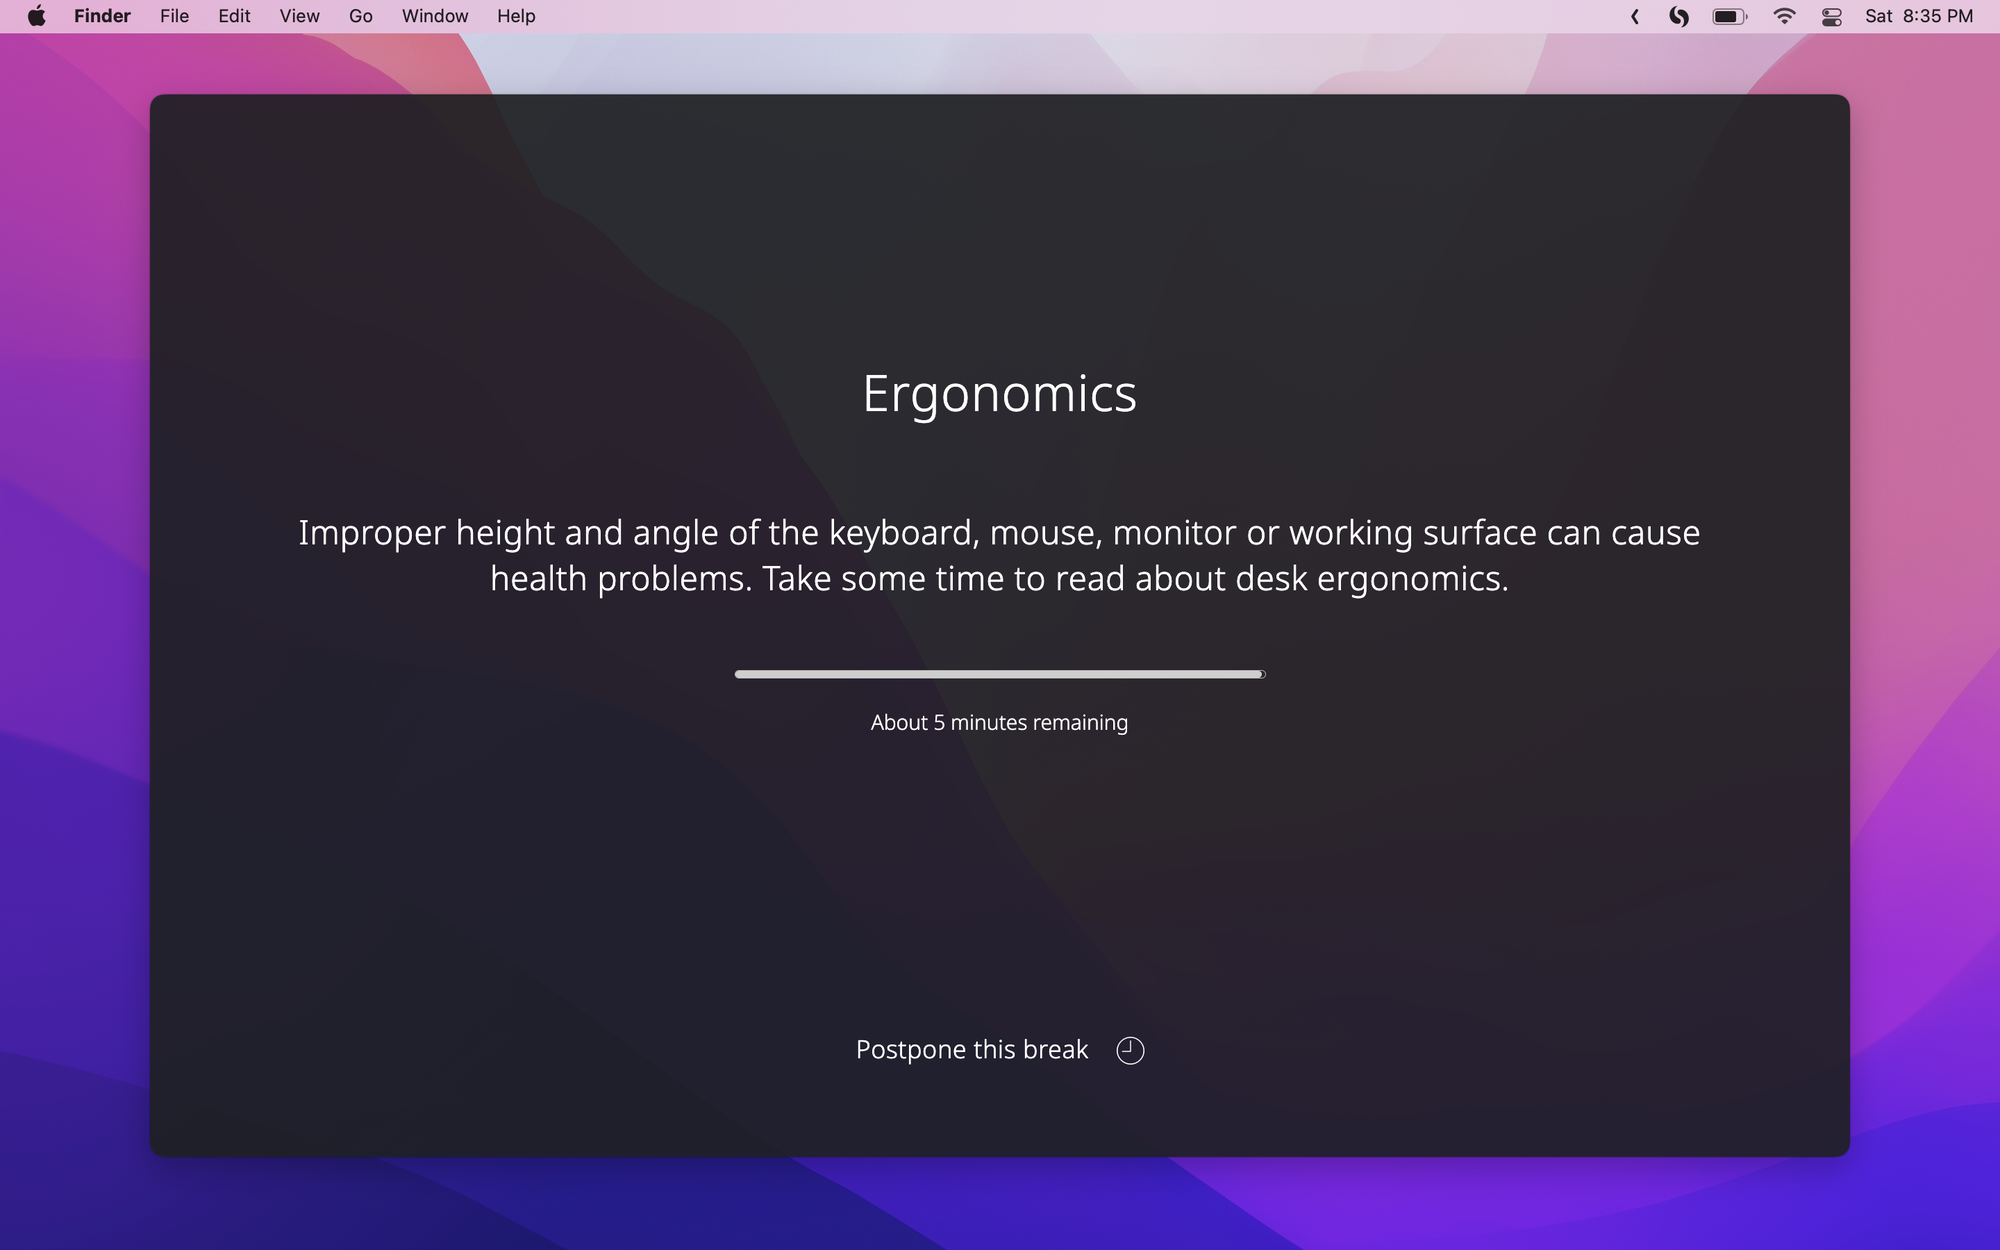 Finder File Edit View Go Window Help Sat 8:35 PM
Ergonomics
Improper height and angle of the keyboard, mouse, monitor or working surface can cause
health problems. Take some time to read about desk ergonomics.
About 5 minutes remaining
Postpone this break